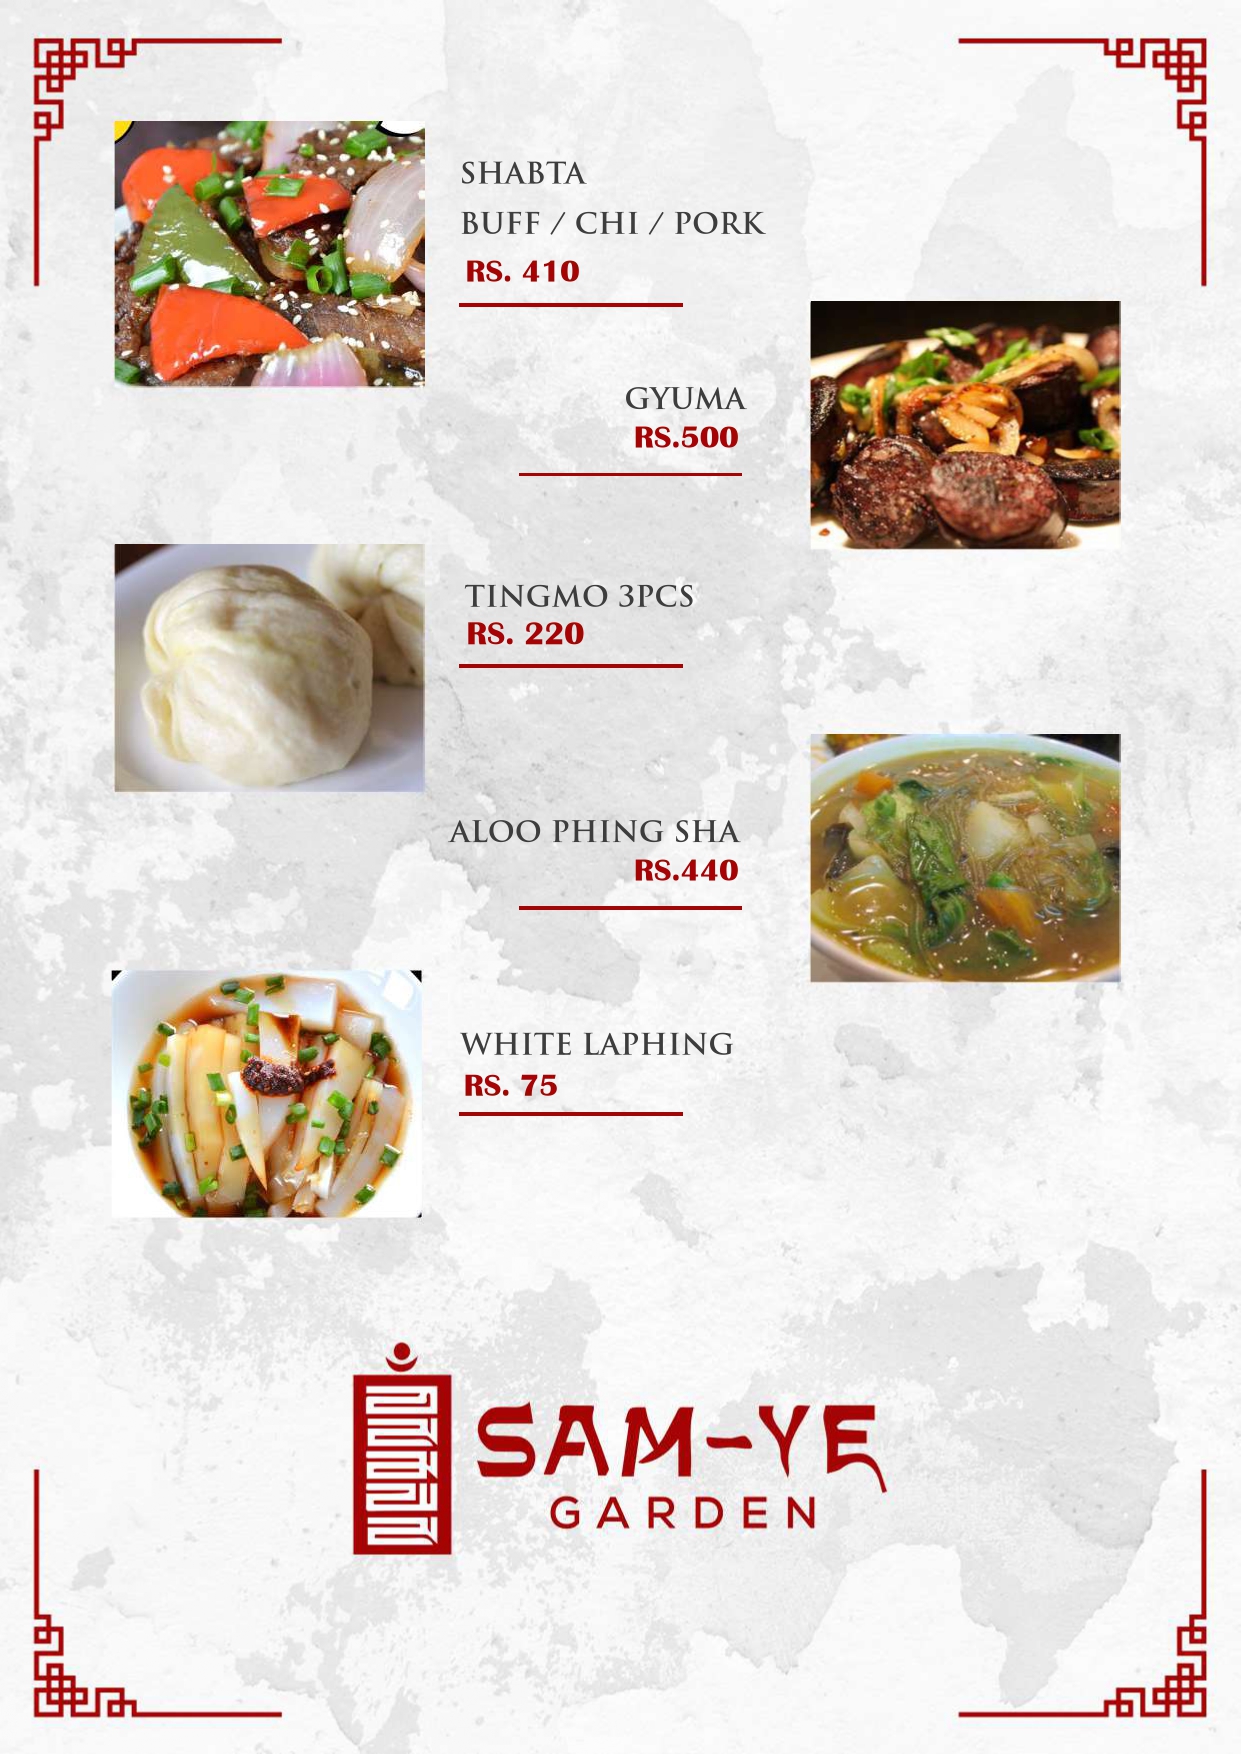 SHABTA
BUFF / CHI / PORK
RS. 410
GYUMA
RS.500
TINGMO 3PCS
RS. 220
ALOO PHING SHA
RS.440
WHITE LAPHING
RS. 75
SAM-YE
GARDEN